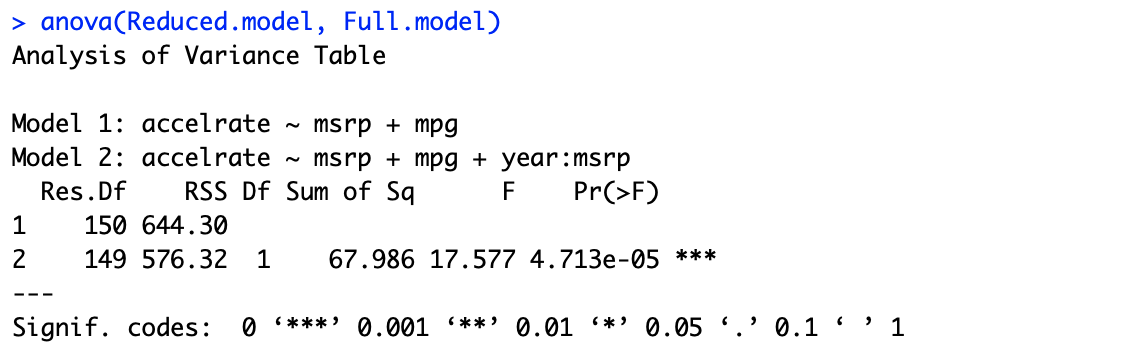 > anova(Reduced.model, Full.model)
Analysis of Variance Table

Model 1: accelrate ~ msrp + mpg
Model 2: accelrate ~ msrp + mpg + year:msrp
  Res.Df    RSS Df Sum of Sq      F    Pr(>F)
1    150 644.30
2    149 576.32  1    67.986 17.577 4.713e-05 ***
---
Signif. codes:  0 ‘***’ 0.001 ‘**’ 0.01 ‘*’ 0.05 ‘.’ 0.1 ‘ ’ 1